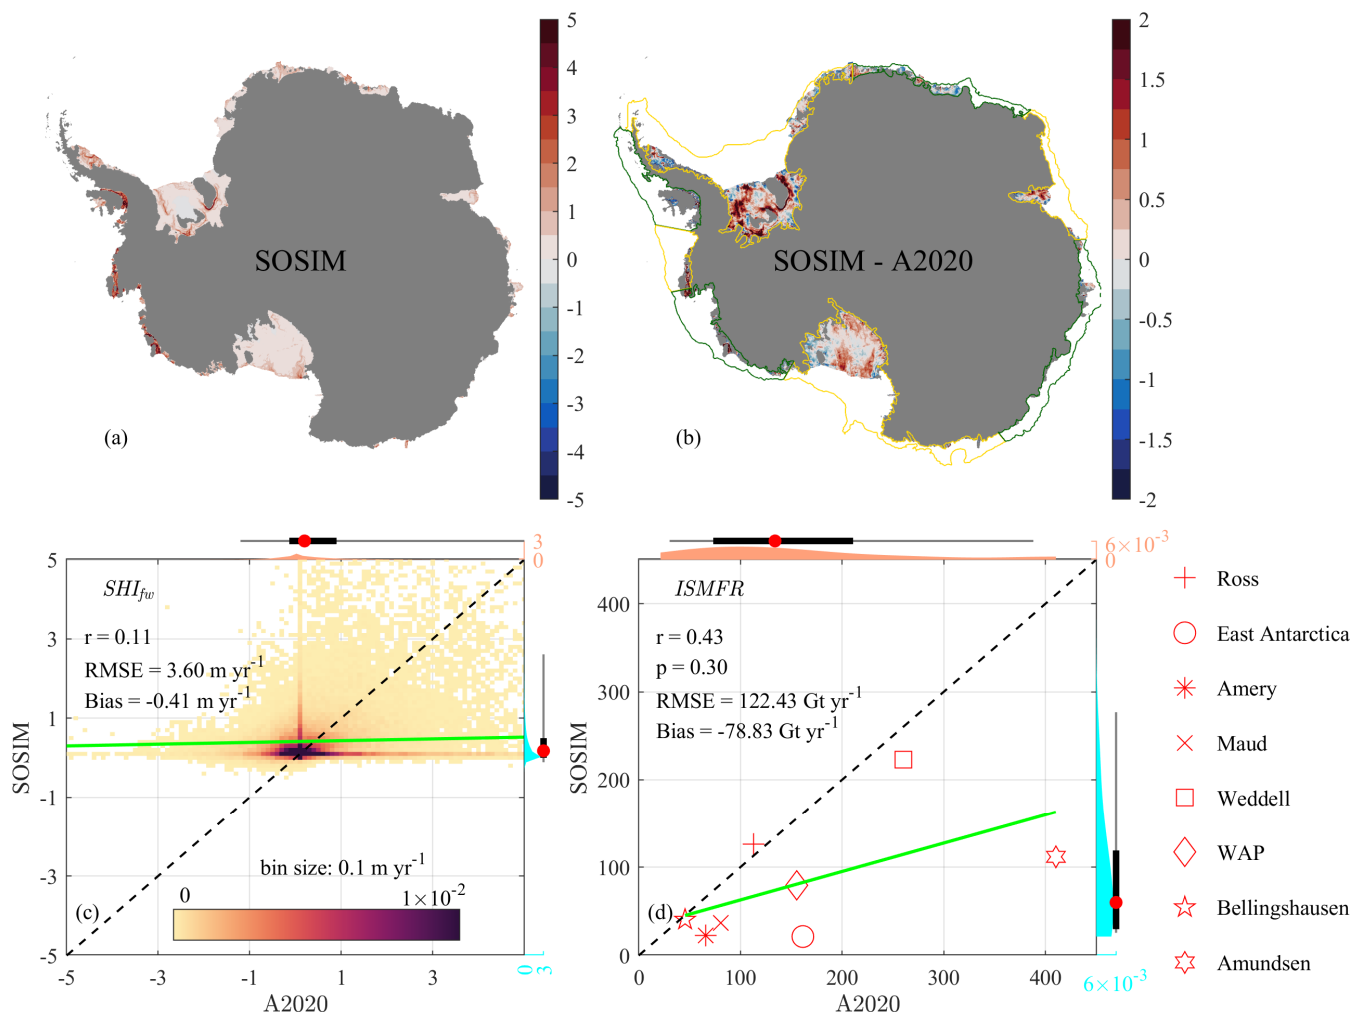 5
4
3
2
1
0
-1
-2
-3
-4
-5
SOSIM
(a)
2
1.5
1
0.5
0
-0.5
-1
-1.5
-2
SOSIM - A2020
(b)
3
0
5
3
1
-1
-3
-5
SOSIM
SHI_fw
r = 0.11
RMSE = 3.60 m yr^-1
Bias = -0.41 m yr^-1
bin size: 0.1 m yr^-1
0 1×10^-2
(c)
-5 -3 -1 1 3
0 3
A2020
6×10^-3
0
400
300
200
100
0
SOSIM
ISMFR
r = 0.43
p = 0.30
RMSE = 122.43 Gt yr^-1
Bias = -78.83 Gt yr^-1
(d)
0 100 200 300 400
6×10^-3
A2020
Ross
East Antarctica
Amery
Maud
Weddell
WAP
Bellingshausen
Amundsen